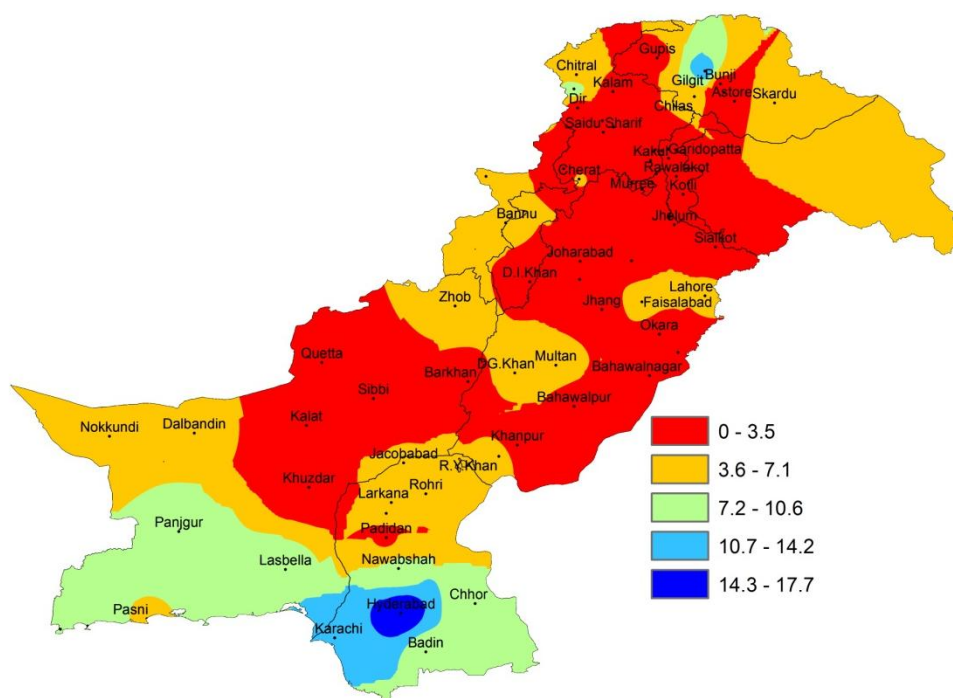 Gupis
Chitral
Kalam
Gilgit
Bunji
Astore
Skardu
Chilas
Dir
Saidu Sharif
Kakul
Garidopatta
Rawalakot
Cherat
Murree
Kotli
Bannu
Jhelum
Sialkot
Joharabad
D.I.Khan
Zhob
Jhang
Lahore
Faisalabad
Okara
Quetta
DG.Khan
Multan
Barkhan
Bahawalnagar
Sibbi
Bahawalpur
Kalat
Nokkundi
Dalbandin
Khanpur
Jacobabad
R.Y.Khan
Khuzdar
Larkana
Rohri
Panjgur
Padidan
Lasbella
Nawabshah
Pasni
Hyderabad
Chhor
Karachi
Badin
0 - 3.5
3.6 - 7.1
7.2 - 10.6
10.7 - 14.2
14.3 - 17.7